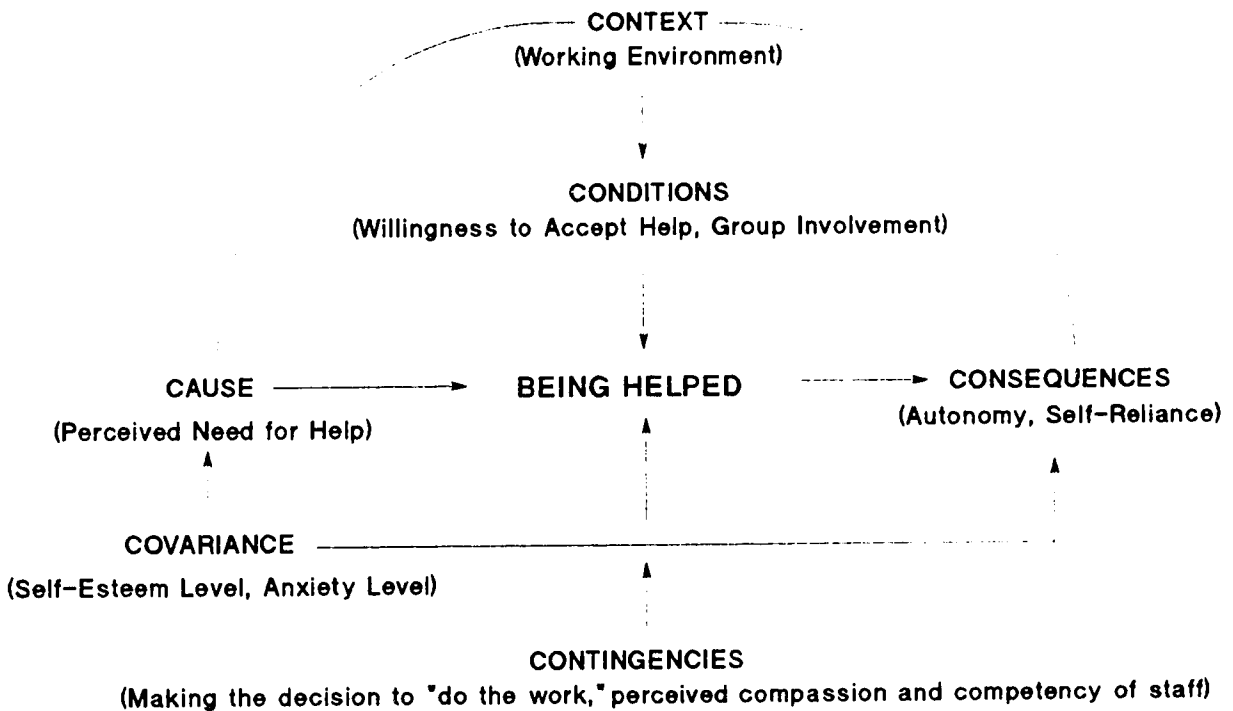 CONTEXT
(Working Environment)
CONDITIONS
(Willingness to Accept Help, Group Involvement)
CAUSE
BEING HELPED
CONSEQUENCES
(Perceived Need for Help)
(Autonomy, Self-Reliance)
COVARIANCE
(Self-Esteem Level, Anxiety Level)
CONTINGENCIES
(Making the decision to "do the work," perceived compassion and competency of staff)